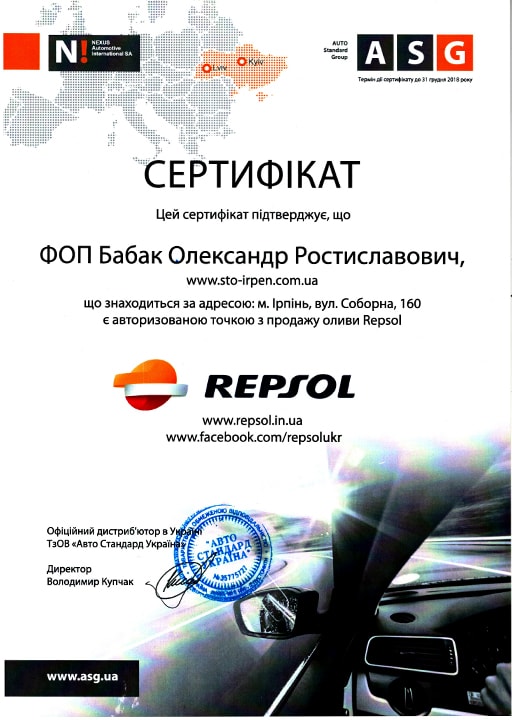 N!
NEXUS
Automotive
International SA
Lviv
Kyiv
AUTO
Standard
Group
ASG
Термін дії сертифікату до 31 грудня 2018 року
СЕРТИФІКАТ
Цей сертифікат підтверджує, що
ФОП Бабак Олександр Ростиславович,
www.sto-irpen.com.ua
що знаходиться за адресою: м. Ірпінь, вул. Соборна, 160
є авторизованою точкою з продажу оливи Repsol
REPSOL
www.repsol.in.ua
www.facebook.com/repsolukr
Офіційний дистриб'ютор в Україні
ТзОВ «Авто Стандард Україна»
"АВТО
СТАНДАРД
УКРАЇНА"
Директор
Володимир Купчак
www.asg.ua